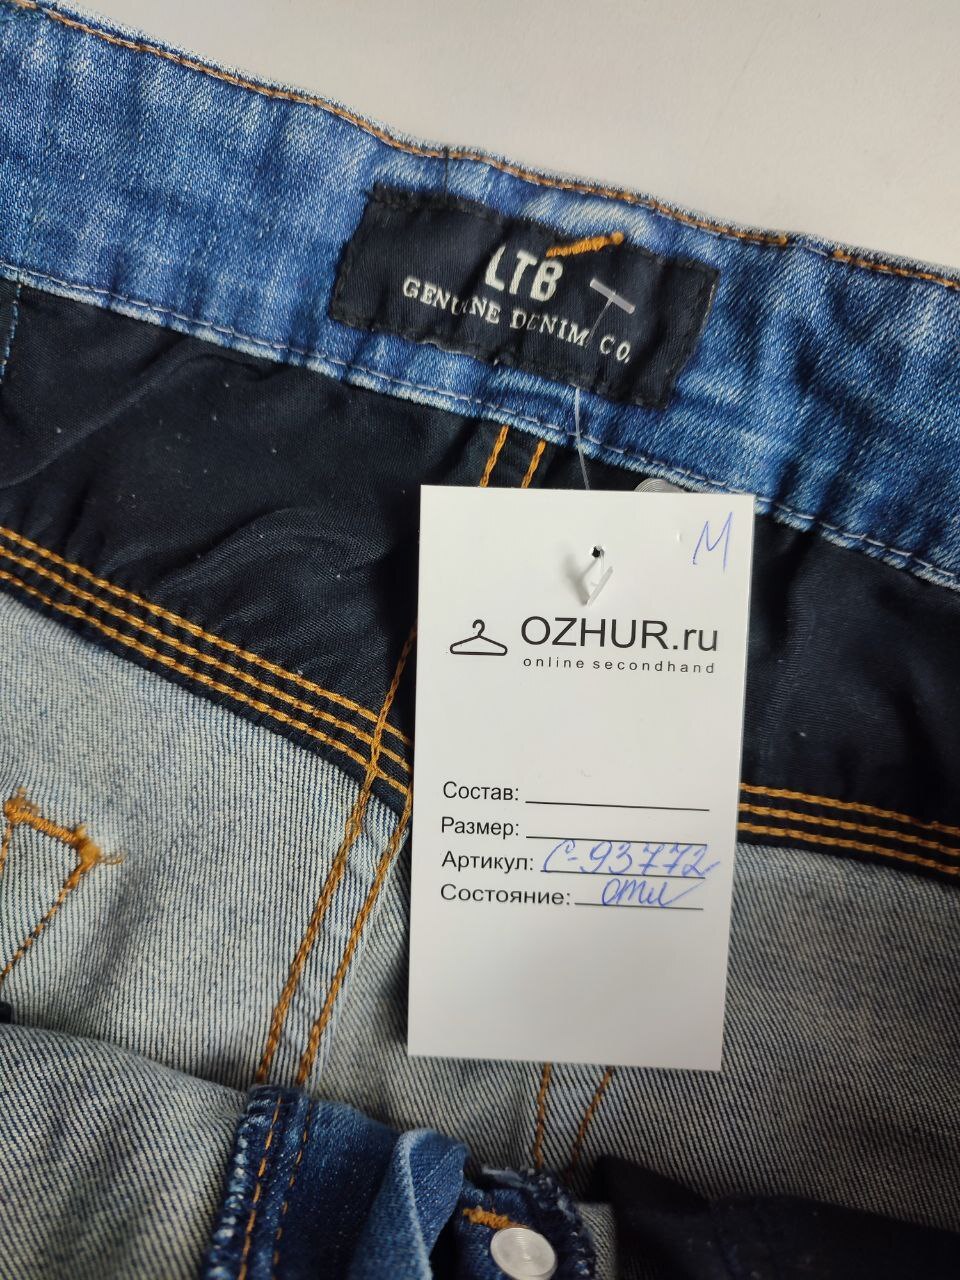 LTB
GENUINE DENIM CO.
M
OZHUR.ru
online secondhand
Состав:
Размер:
Артикул: С-93772
Состояние: отл